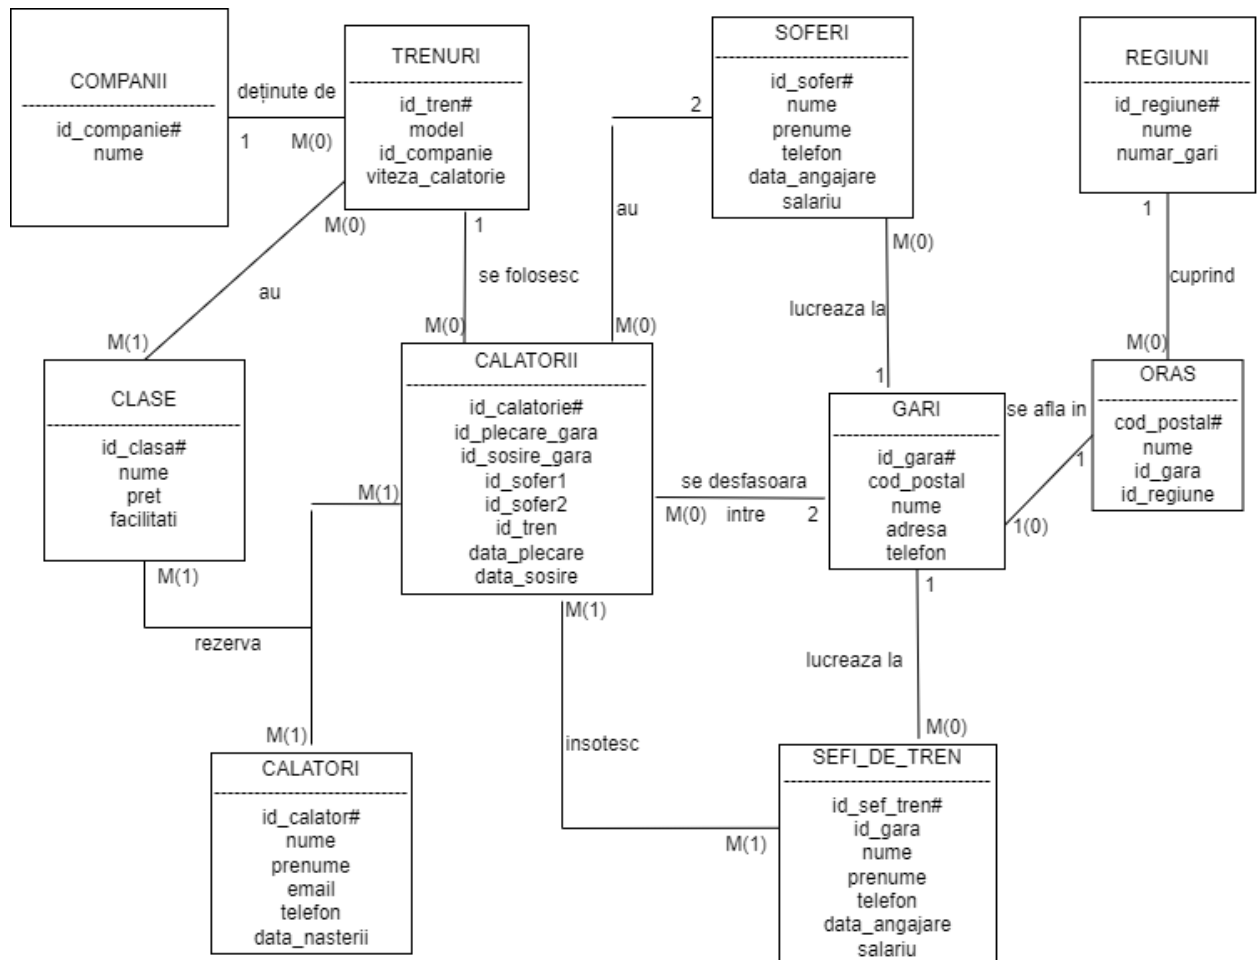 COMPANII
id_companie#
nume
deținute de
1
M(0)
TRENURI
id_tren#
model
id_companie
viteza_calatorie
M(0)
au
M(1)
1
se folosesc
M(0)
SOFERI
id_sofer#
nume
prenume
telefon
data_angajare
salariu
2
au
M(0)
M(0)
lucreaza la
1
REGIUNI
id_regiune#
nume
numar_gari
1
cuprind
M(0)
CLASE
id_clasa#
nume
pret
facilitati
M(1)
rezerva
M(1)
M(1)
CALATORII
id_calatorie#
id_plecare_gara
id_sosire_gara
id_sofer1
id_sofer2
id_tren
data_plecare
data_sosire
se desfasoara
M(0) intre 2
GARI
id_gara#
cod_postal
nume
adresa
telefon
se afla in
1
1(0)
ORAS
cod_postal#
nume
id_gara
id_regiune
M(1)
insotesc
M(1)
1
lucreaza la
M(0)
CALATORI
id_calator#
nume
prenume
email
telefon
data_nasterii
SEFI_DE_TREN
id_sef_tren#
id_gara
nume
prenume
telefon
data_angajare
salariu